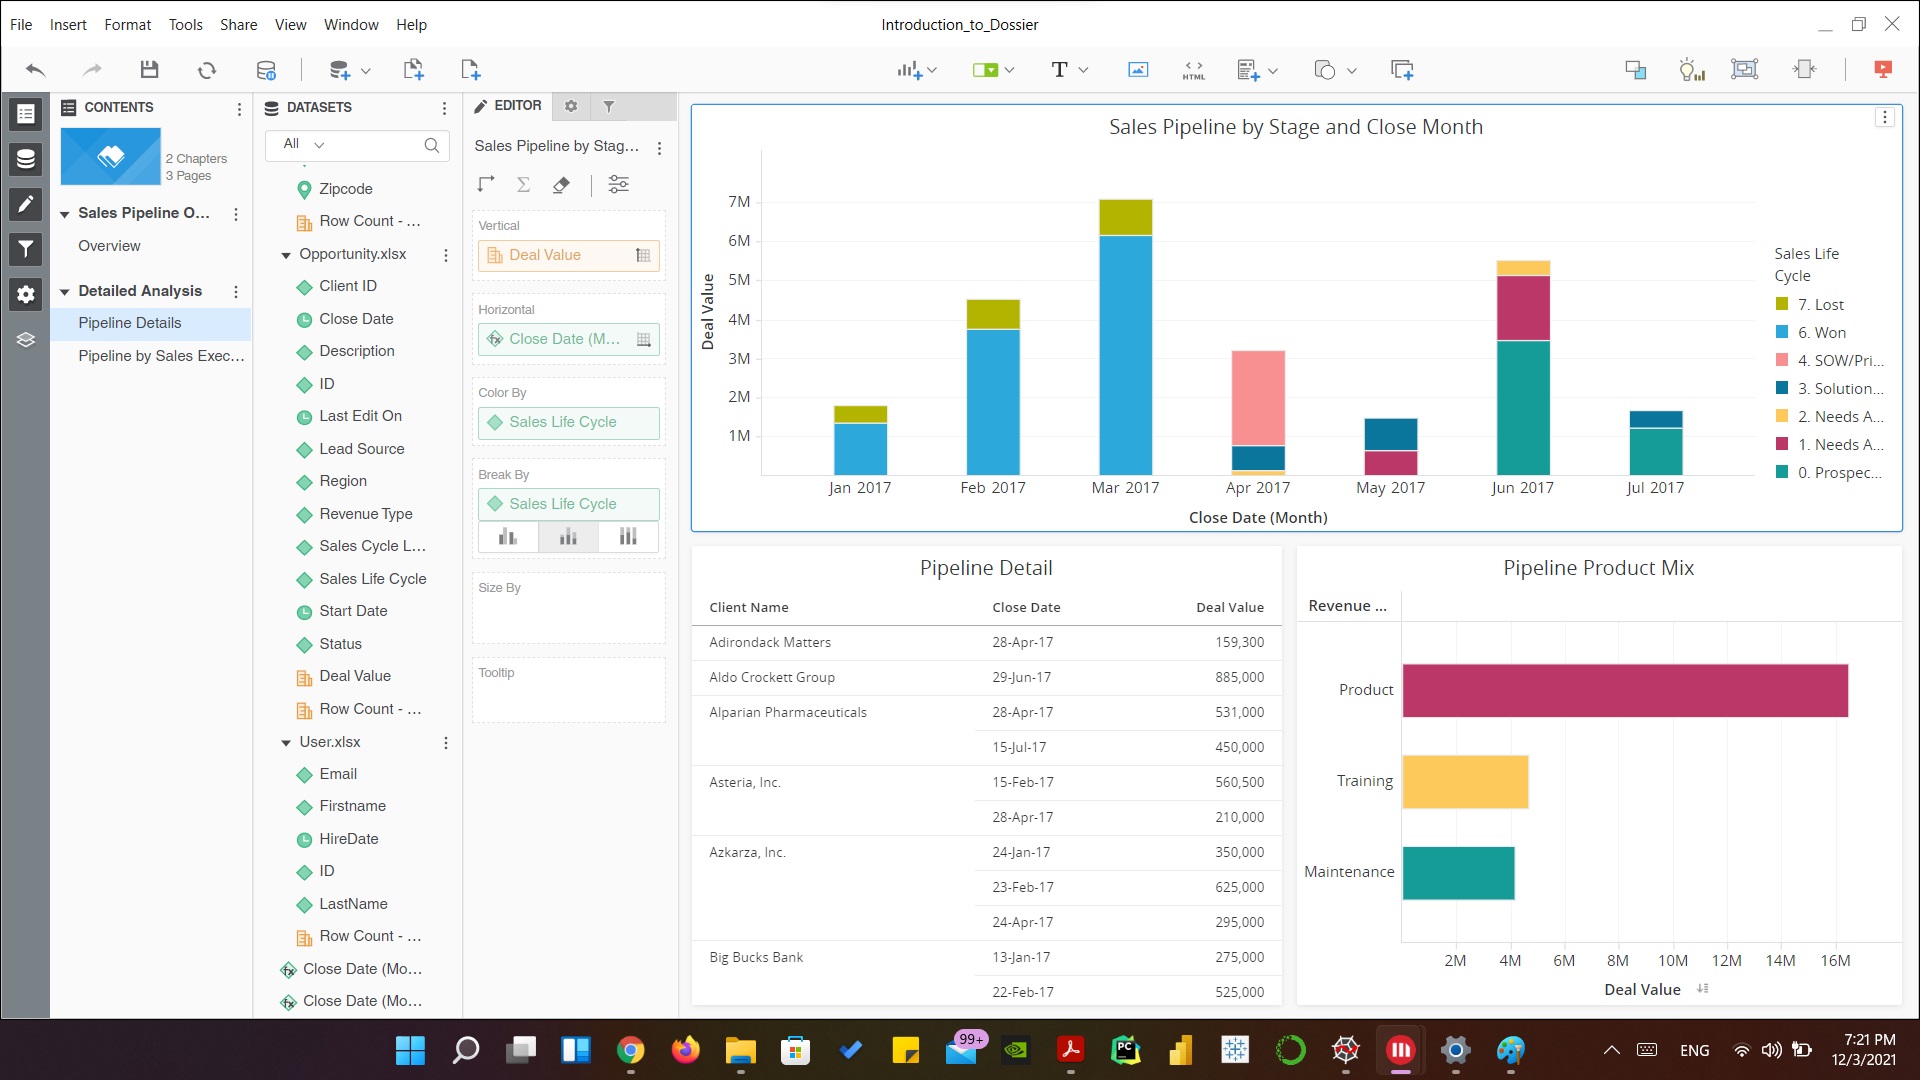 File Insert Format Tools Share View Window Help
Introduction_to_Dossier
T
HTML
CONTENTS
2 Chapters
3 Pages
Sales Pipeline O...
Overview
Detailed Analysis
Pipeline Details
Pipeline by Sales Exec...
DATASETS
All
Zipcode
Row Count - ...
Opportunity.xlsx
Client ID
Close Date
Description
ID
Last Edit On
Lead Source
Region
Revenue Type
Sales Cycle L...
Sales Life Cycle
Start Date
Status
Deal Value
Row Count - ...
User.xlsx
Email
Firstname
HireDate
ID
LastName
Row Count - ...
Close Date (Mo...
Close Date (Mo...
EDITOR
Sales Pipeline by Stag...
Vertical
Deal Value
Horizontal
Close Date (M...
Color By
Sales Life Cycle
Break By
Sales Life Cycle
Size By
Tooltip
Sales Pipeline by Stage and Close Month
Deal Value
7M
6M
5M
4M
3M
2M
1M
Jan 2017 Feb 2017 Mar 2017 Apr 2017 May 2017 Jun 2017 Jul 2017
Close Date (Month)
Sales Life
Cycle
7. Lost
6. Won
4. SOW/Pri...
3. Solution...
2. Needs A...
1. Needs A...
0. Prospec...
Pipeline Detail
Client Name Close Date Deal Value
Adirondack Matters 28-Apr-17 159,300
Aldo Crockett Group 29-Jun-17 885,000
Alparian Pharmaceuticals 28-Apr-17 531,000
15-Jul-17 450,000
Asteria, Inc. 15-Feb-17 560,500
28-Apr-17 210,000
Azkarza, Inc. 24-Jan-17 350,000
23-Feb-17 625,000
24-Apr-17 295,000
Big Bucks Bank 13-Jan-17 275,000
22-Feb-17 525,000
Pipeline Product Mix
Revenue ...
Product
Training
Maintenance
2M 4M 6M 8M 10M 12M 14M 16M
Deal Value
99+
PC
ENG
7:21 PM
12/3/2021